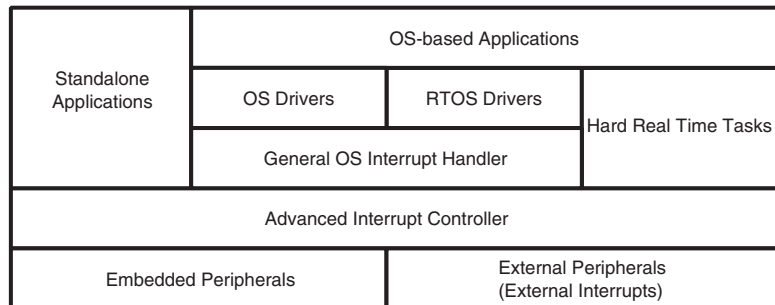 OS-based Applications
Standalone
Applications
OS Drivers
RTOS Drivers
Hard Real Time Tasks
General OS Interrupt Handler
Advanced Interrupt Controller
Embedded Peripherals
External Peripherals
(External Interrupts)